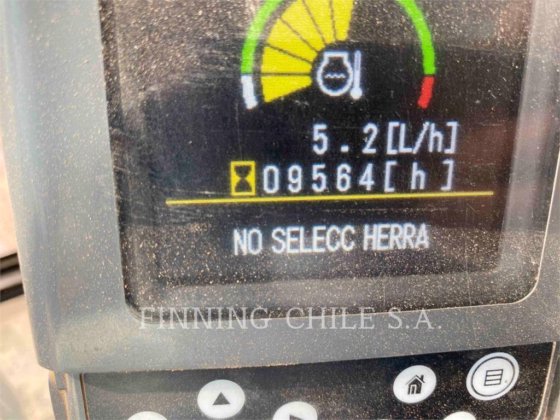 5.2[L/h]
09564[ h ]
NO SELECC HERRA
FINNING CHILE S.A.